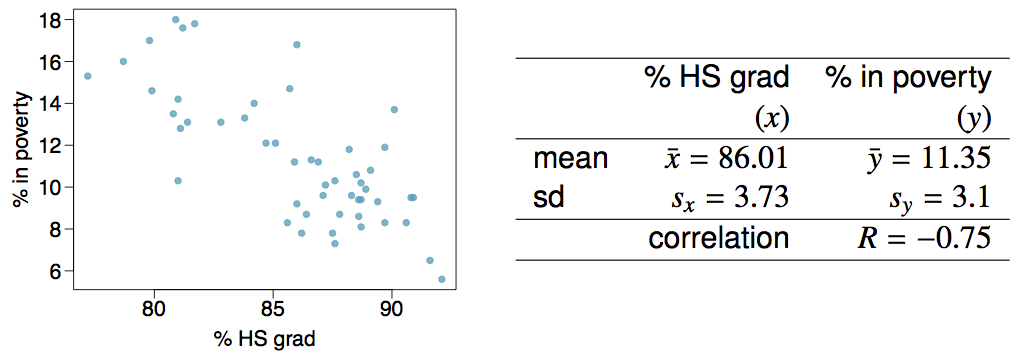 18
16
14
12
10
8
6
% in poverty
80 85 90
% HS grad
% HS grad % in poverty
(x) (y)
mean x̄ = 86.01 ȳ = 11.35
sd sₓ = 3.73 s_y = 3.1
correlation R = −0.75